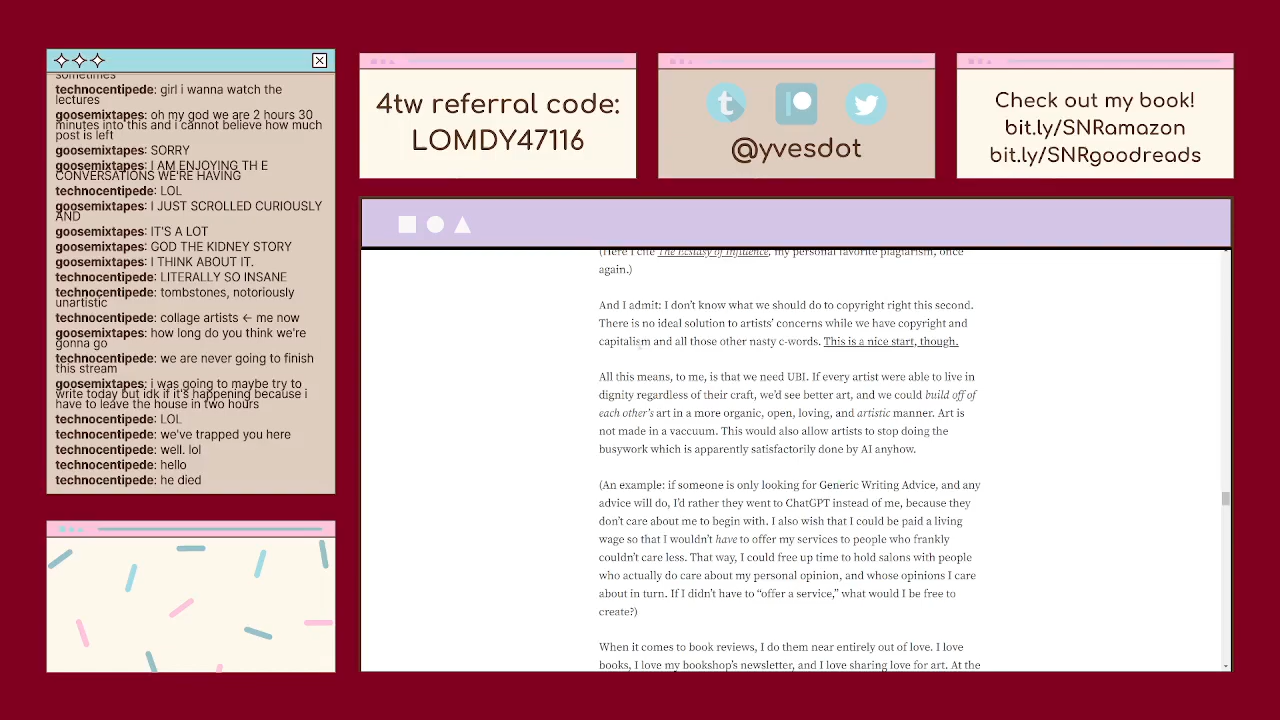 sometimes
technocentipede: girl i wanna watch the
lectures
goosemixtapes: oh my god we are 2 hours 30
minutes into this and i cannot believe how much
post is left
goosemixtapes: SORRY
goosemixtapes: I AM ENJOYING TH E
CONVERSATIONS WE'RE HAVING
technocentipede: LOL
goosemixtapes: I JUST SCROLLED CURIOUSLY
AND
goosemixtapes: IT'S A LOT
goosemixtapes: GOD THE KIDNEY STORY
goosemixtapes: I THINK ABOUT IT.
technocentipede: LITERALLY SO INSANE
technocentipede: tombstones, notoriously
unartistic
technocentipede: collage artists <- me now
goosemixtapes: how long do you think we're
gonna go
technocentipede: we are never going to finish
this stream
goosemixtapes: i was going to maybe try to
write today but idk if it's happening because i
have to leave the house in two hours
technocentipede: LOL
technocentipede: we've trapped you here
technocentipede: well. lol
technocentipede: hello
technocentipede: he died
4tw referral code:
LOMDY47116
@yvesdot
Check out my book!
bit.ly/SNRamazon
bit.ly/SNRgoodreads
(Here I cite The Ecstasy of Influence, my personal favorite plagiarism, once
again.)
And I admit: I don't know what we should do to copyright right this second.
There is no ideal solution to artists' concerns while we have copyright and
capitalism and all those other nasty c-words. This is a nice start, though.
All this means, to me, is that we need UBI. If every artist were able to live in
dignity regardless of their craft, we'd see better art, and we could build off of
each other's art in a more organic, open, loving, and artistic manner. Art is
not made in a vaccuum. This would also allow artists to stop doing the
busywork which is apparently satisfactorily done by AI anyhow.
(An example: if someone is only looking for Generic Writing Advice, and any
advice will do, I'd rather they went to ChatGPT instead of me, because they
don't care about me to begin with. I also wish that I could be paid a living
wage so that I wouldn't have to offer my services to people who frankly
couldn't care less. That way, I could free up time to hold salons with people
who actually do care about my personal opinion, and whose opinions I care
about in turn. If I didn't have to “offer a service,” what would I be free to
create?)
When it comes to book reviews, I do them near entirely out of love. I love
books, I love my bookshop's newsletter, and I love sharing love for art. At the